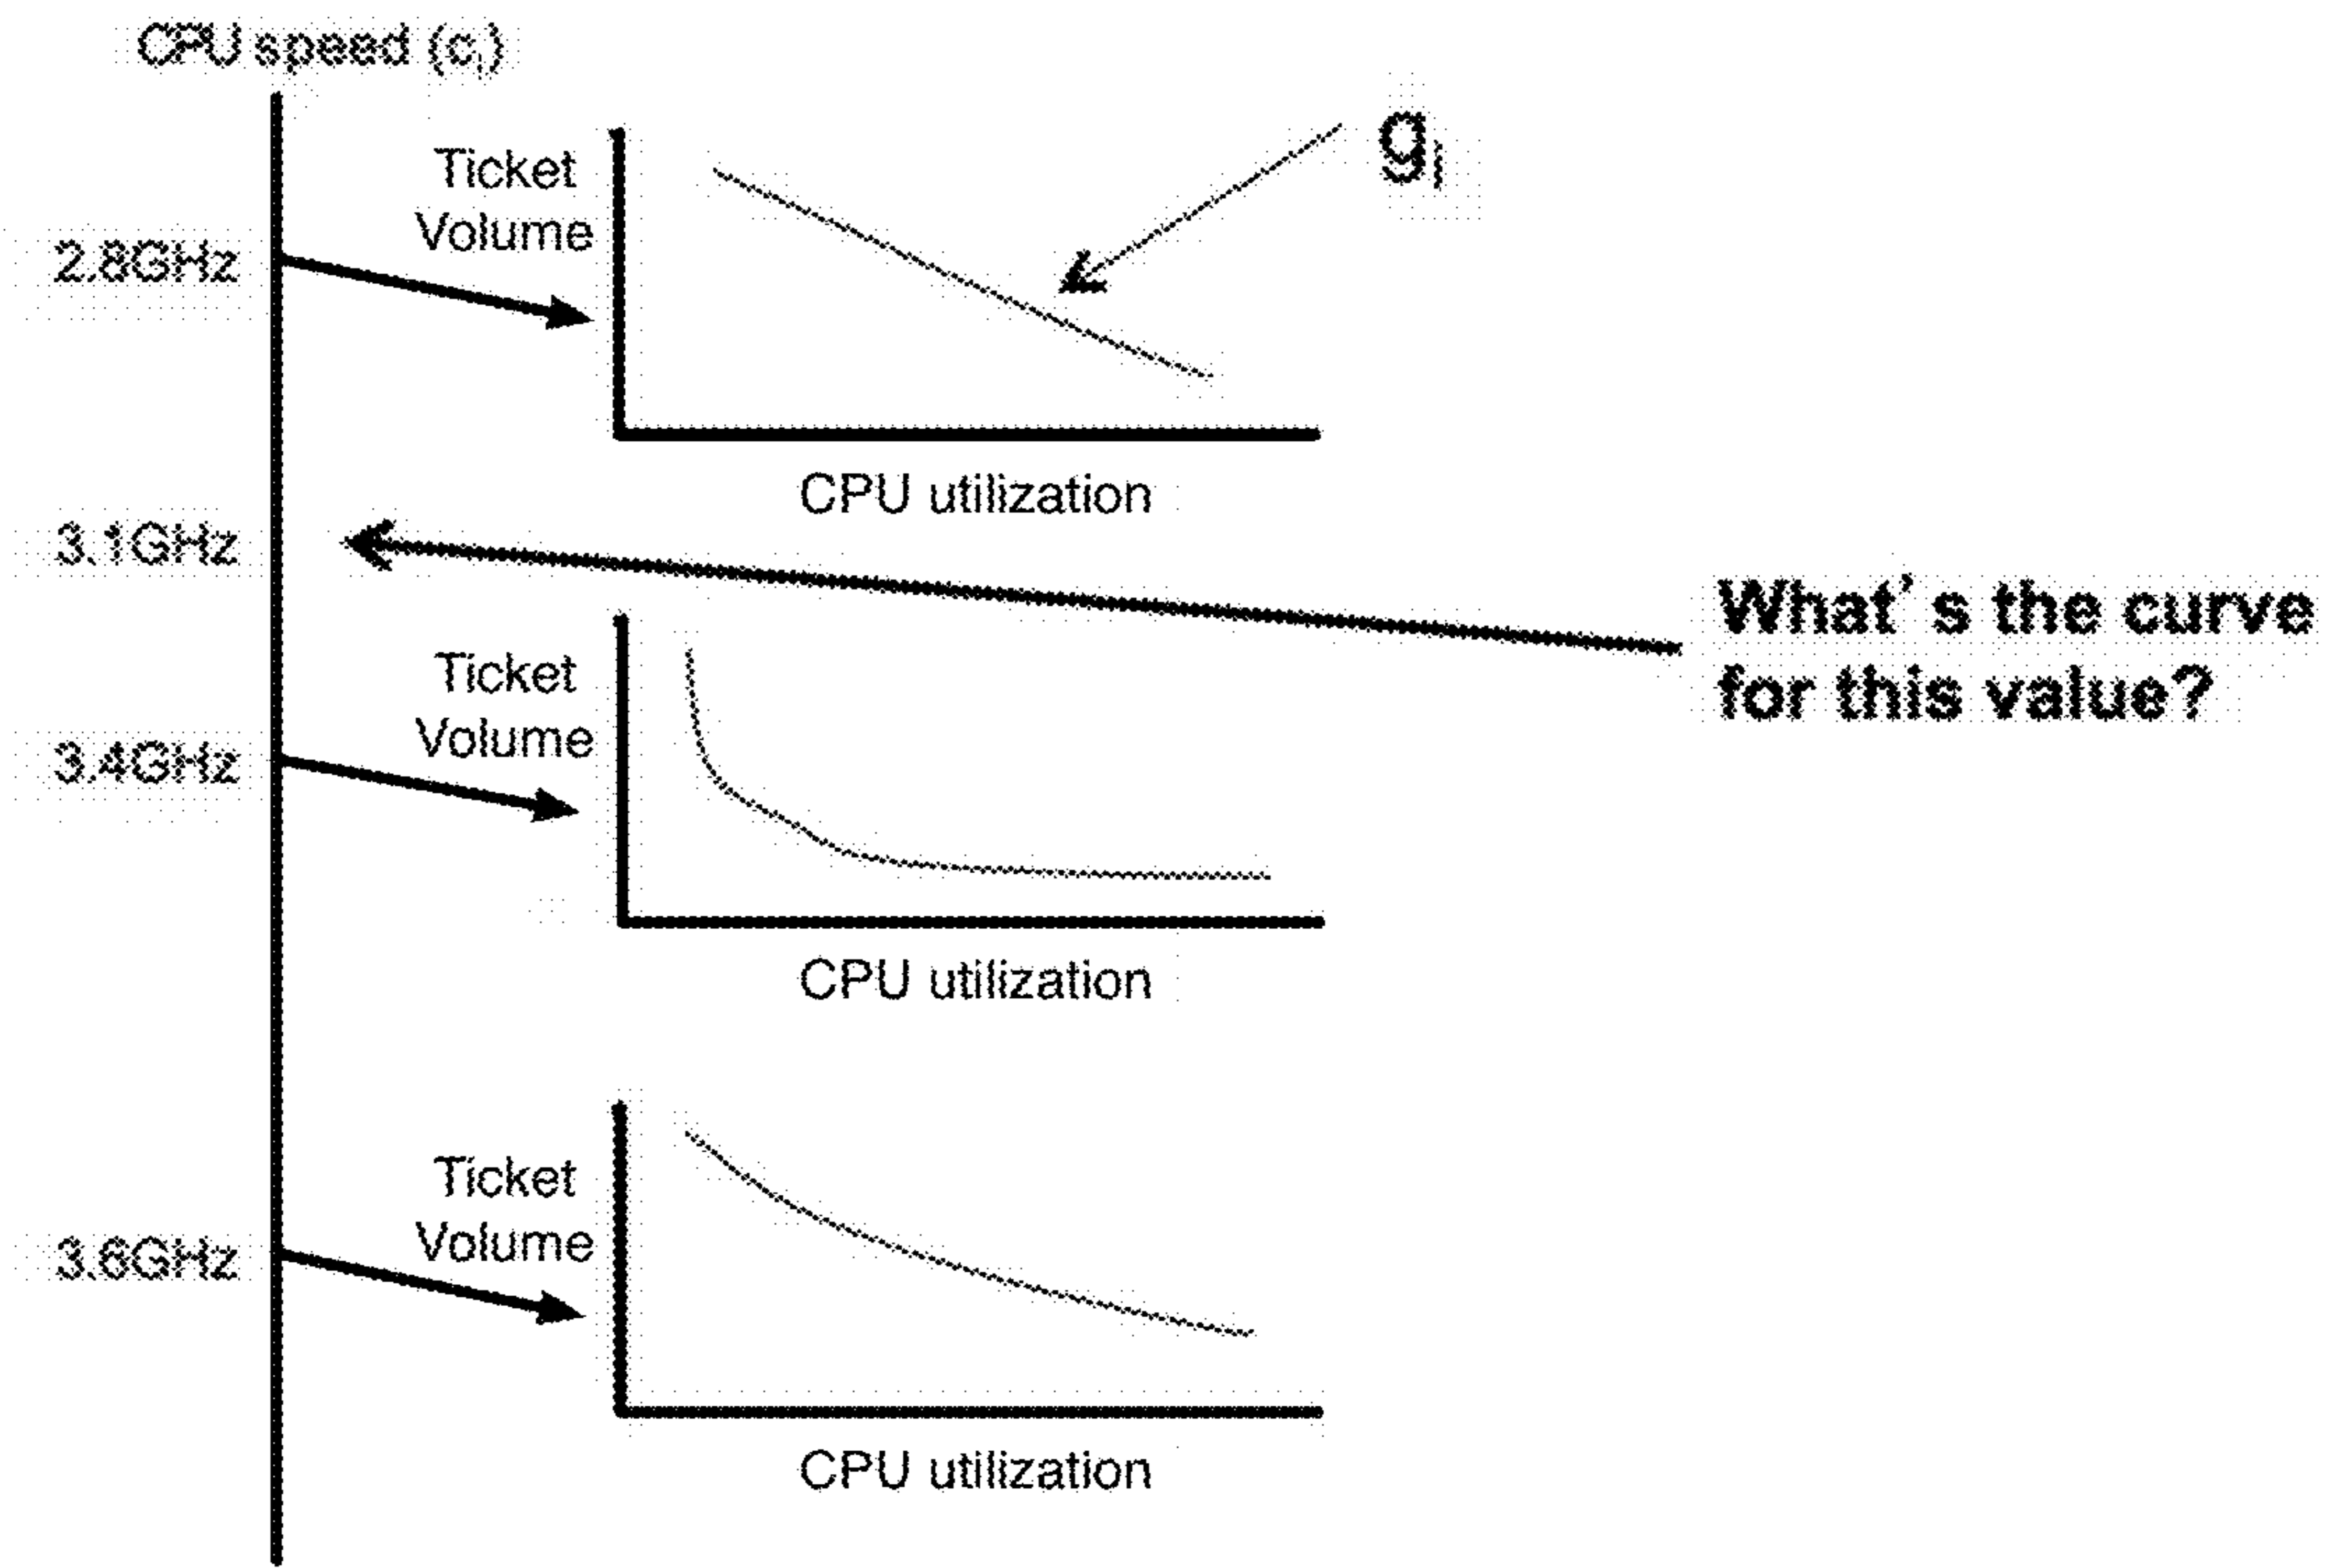 CPU speed (ci)
gi
Ticket
Volume
2.8GHz
CPU utilization
3.1GHz
What's the curve
for this value?
Ticket
Volume
3.4GHz
CPU utilization
Ticket
Volume
3.6GHz
CPU utilization